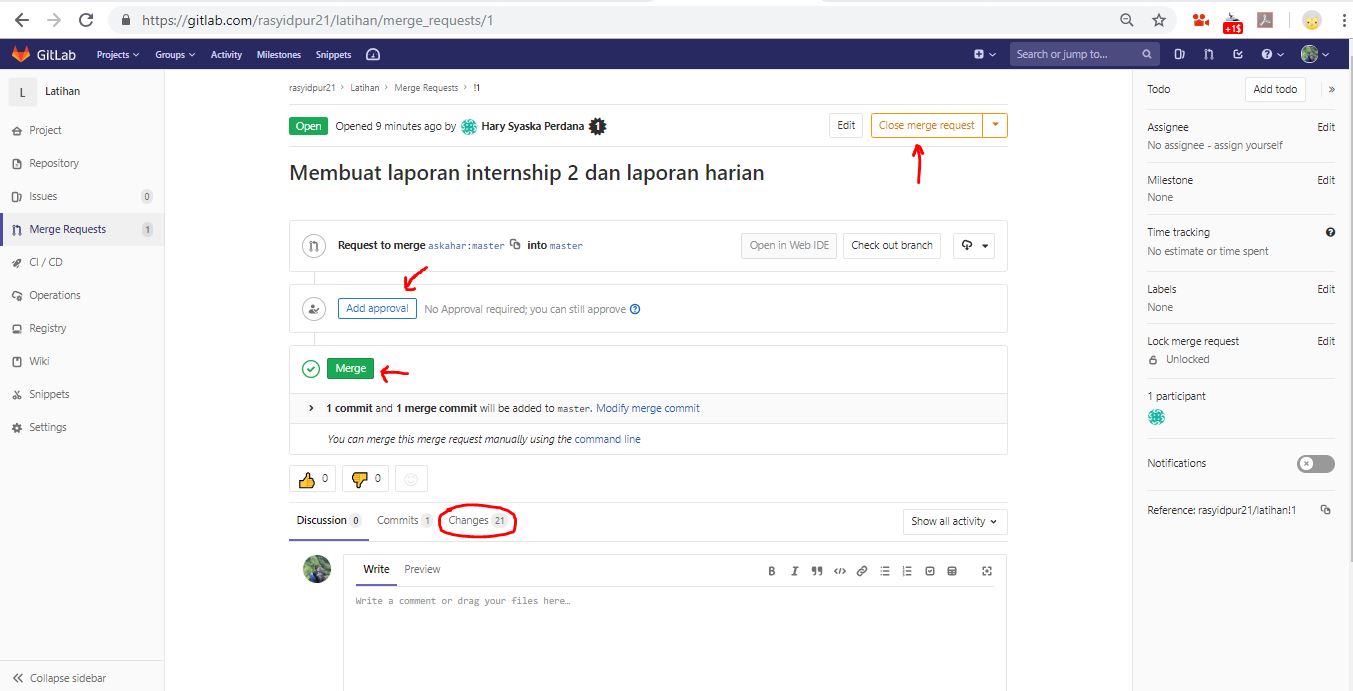 https://gitlab.com/rasyidpur21/latihan/merge_requests/1
+1$
GitLab Projects Groups Activity Milestones Snippets Search or jump to...
L Latihan
Project
Repository
Issues 0
Merge Requests 1
CI / CD
Operations
Registry
Wiki
Snippets
Settings
Collapse sidebar
rasyidpur21 > Latihan > Merge Requests > !1
Open Opened 9 minutes ago by Hary Syaska Perdana 1 Edit Close merge request
Membuat laporan internship 2 dan laporan harian
Request to merge askahar:master into master Open in Web IDE Check out branch
Add approval No Approval required; you can still approve
Merge
1 commit and 1 merge commit will be added to master. Modify merge commit
You can merge this merge request manually using the command line
0 0
Discussion 0 Commits 1 Changes 21 Show all activity
Write Preview
Write a comment or drag your files here…
Todo Add todo »
Assignee Edit
No assignee - assign yourself
Milestone Edit
None
Time tracking
No estimate or time spent
Labels Edit
None
Lock merge request Edit
Unlocked
1 participant
Notifications
Reference: rasyidpur21/latihan!1